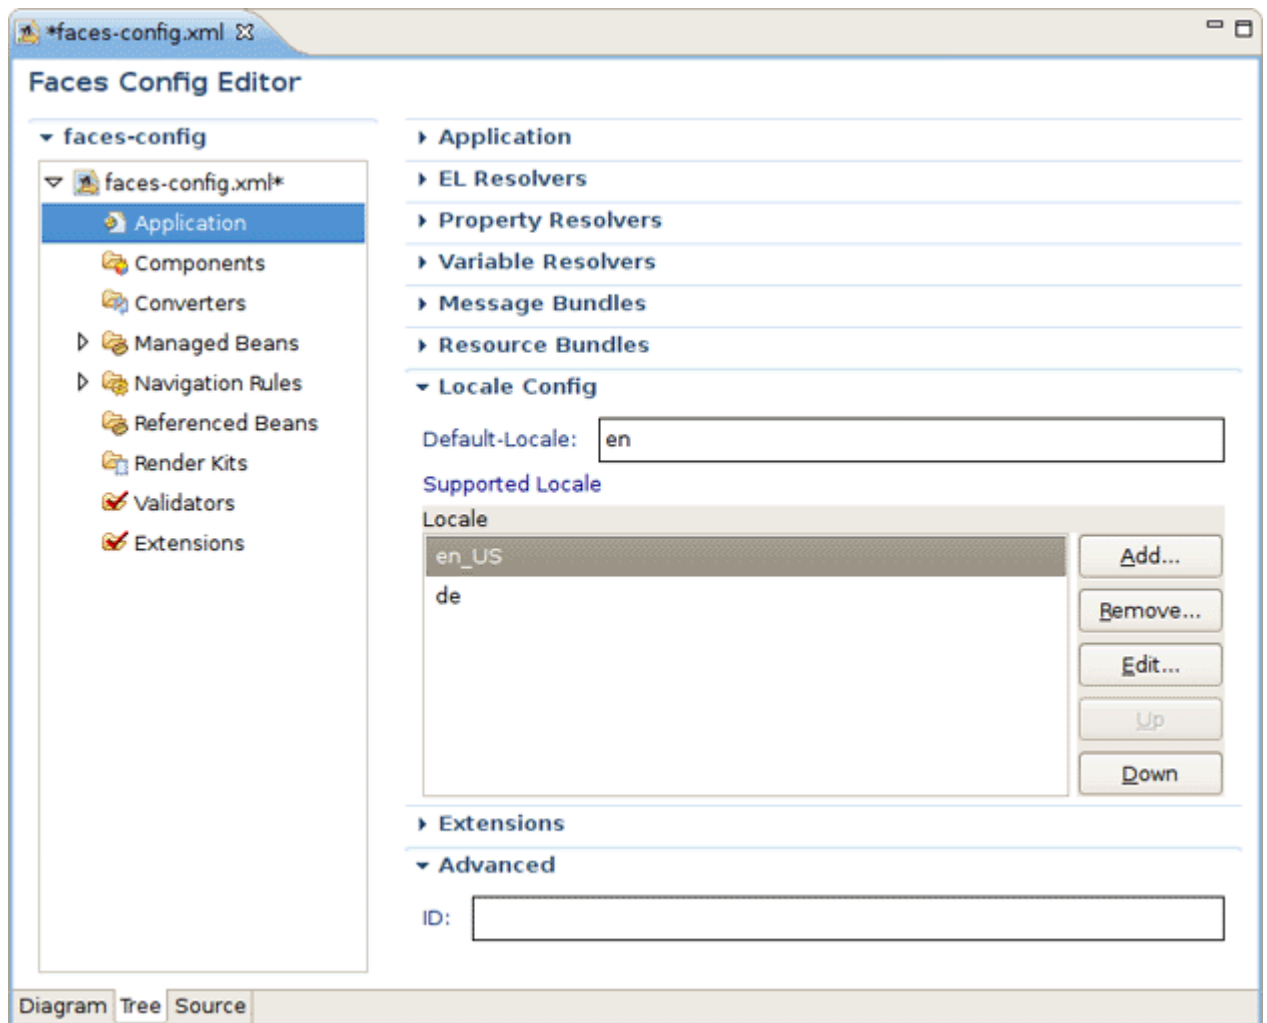 *faces-config.xml
Faces Config Editor
faces-config
faces-config.xml*
Application
Components
Converters
Managed Beans
Navigation Rules
Referenced Beans
Render Kits
Validators
Extensions
Application
EL Resolvers
Property Resolvers
Variable Resolvers
Message Bundles
Resource Bundles
Locale Config
Default-Locale: en
Supported Locale
Locale
en_US
de
Add...
Remove...
Edit...
Up
Down
Extensions
Advanced
ID:
Diagram Tree Source